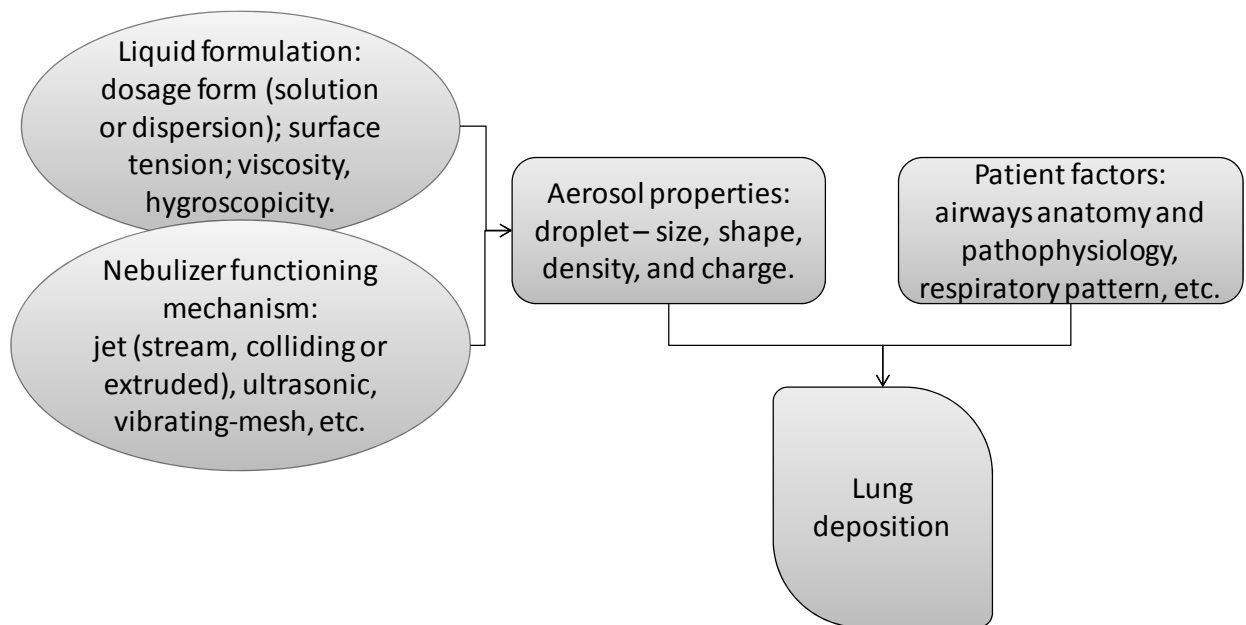 Liquid formulation:
dosage form (solution
or dispersion); surface
tension; viscosity,
hygroscopicity.
Nebulizer functioning
mechanism:
jet (stream, colliding or
extruded), ultrasonic,
vibrating-mesh, etc.
Aerosol properties:
droplet – size, shape,
density, and charge.
Patient factors:
airways anatomy and
pathophysiology,
respiratory pattern, etc.
Lung
deposition